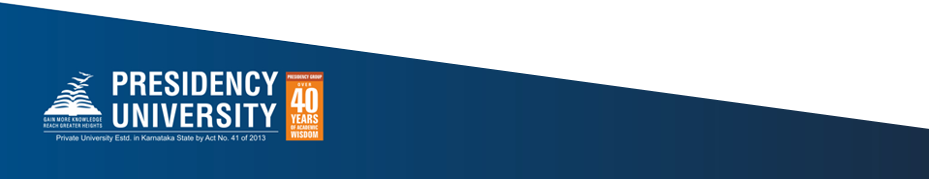 PRESIDENCY
UNIVERSITY
GAIN MORE KNOWLEDGE
REACH GREATER HEIGHTS
Private University Estd. in Karnataka State by Act No. 41 of 2013
PRESIDENCY GROUP
OVER
40
YEARS
OF ACADEMIC
WISDOM